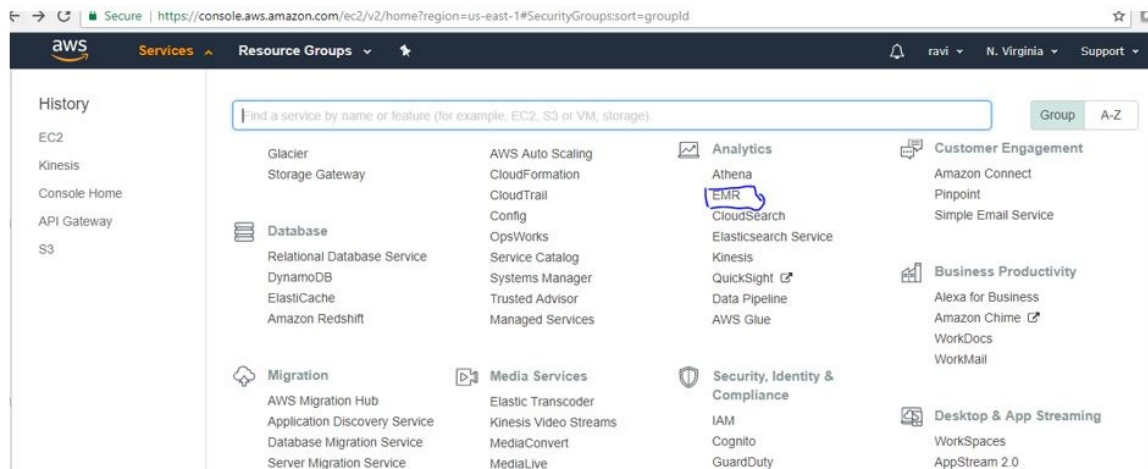 Secure | https://console.aws.amazon.com/ec2/v2/home?region=us-east-1#SecurityGroups:sort=groupId
aws Services Resource Groups ravi N. Virginia Support
History
EC2
Kinesis
Console Home
API Gateway
S3
Find a service by name or feature (for example, EC2, S3 or VM, storage).
Group A-Z
Glacier
Storage Gateway
Database
Relational Database Service
DynamoDB
ElastiCache
Amazon Redshift
Migration
AWS Migration Hub
Application Discovery Service
Database Migration Service
Server Migration Service
AWS Auto Scaling
CloudFormation
CloudTrail
Config
OpsWorks
Service Catalog
Systems Manager
Trusted Advisor
Managed Services
Media Services
Elastic Transcoder
Kinesis Video Streams
MediaConvert
MediaLive
Analytics
Athena
EMR
CloudSearch
Elasticsearch Service
Kinesis
QuickSight
Data Pipeline
AWS Glue
Security, Identity &
Compliance
IAM
Cognito
GuardDuty
Customer Engagement
Amazon Connect
Pinpoint
Simple Email Service
Business Productivity
Alexa for Business
Amazon Chime
WorkDocs
WorkMail
Desktop & App Streaming
WorkSpaces
AppStream 2.0